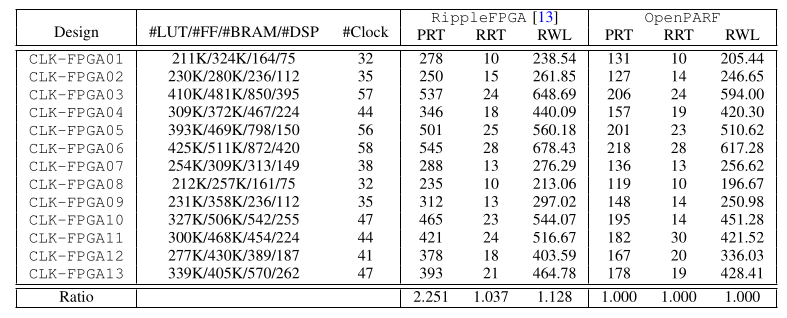 Design #LUT/#FF/#BRAM/#DSP #Clock RippleFPGA [13] OpenPARF
PRT RRT RWL PRT RRT RWL
CLK-FPGA01 211K/324K/164/75 32 278 10 238.54 131 10 205.44
CLK-FPGA02 230K/280K/236/112 35 250 15 261.85 127 14 246.65
CLK-FPGA03 410K/481K/850/395 57 537 24 648.69 206 24 594.00
CLK-FPGA04 309K/372K/467/224 44 346 18 440.09 157 19 420.30
CLK-FPGA05 393K/469K/798/150 56 501 25 560.18 201 23 510.62
CLK-FPGA06 425K/511K/872/420 58 545 28 678.43 218 28 617.28
CLK-FPGA07 254K/309K/313/149 38 288 13 276.29 136 13 256.62
CLK-FPGA08 212K/257K/161/75 32 235 10 213.06 119 10 196.67
CLK-FPGA09 231K/358K/236/112 35 312 13 297.02 148 14 250.98
CLK-FPGA10 327K/506K/542/255 47 465 23 544.07 195 14 451.28
CLK-FPGA11 300K/468K/454/224 44 421 24 516.67 182 30 421.52
CLK-FPGA12 277K/430K/389/187 41 378 18 403.59 167 20 336.03
CLK-FPGA13 339K/405K/570/262 47 393 21 464.78 178 19 428.41
Ratio 2.251 1.037 1.128 1.000 1.000 1.000